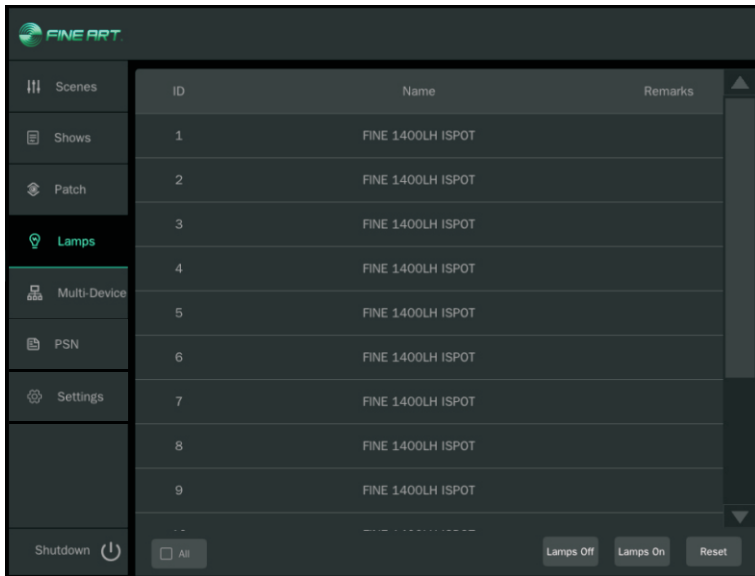 FINE ART.
Scenes
Shows
Patch
Lamps
Multi-Device
PSN
Settings
Shutdown
ID Name Remarks
1 FINE 1400LH ISPOT
2 FINE 1400LH ISPOT
3 FINE 1400LH ISPOT
4 FINE 1400LH ISPOT
5 FINE 1400LH ISPOT
6 FINE 1400LH ISPOT
7 FINE 1400LH ISPOT
8 FINE 1400LH ISPOT
9 FINE 1400LH ISPOT
All
Lamps Off Lamps On Reset